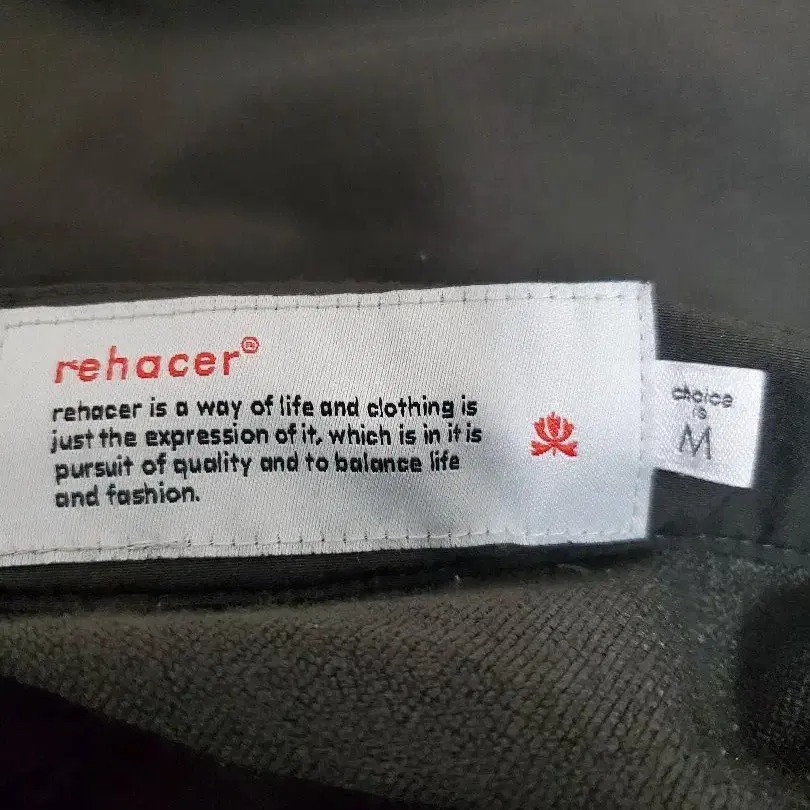 rehacer®
rehacer is a way of life and clothing is
just the expression of it, which is in it is
pursuit of quality and to balance life
and fashion.
choice
is
M